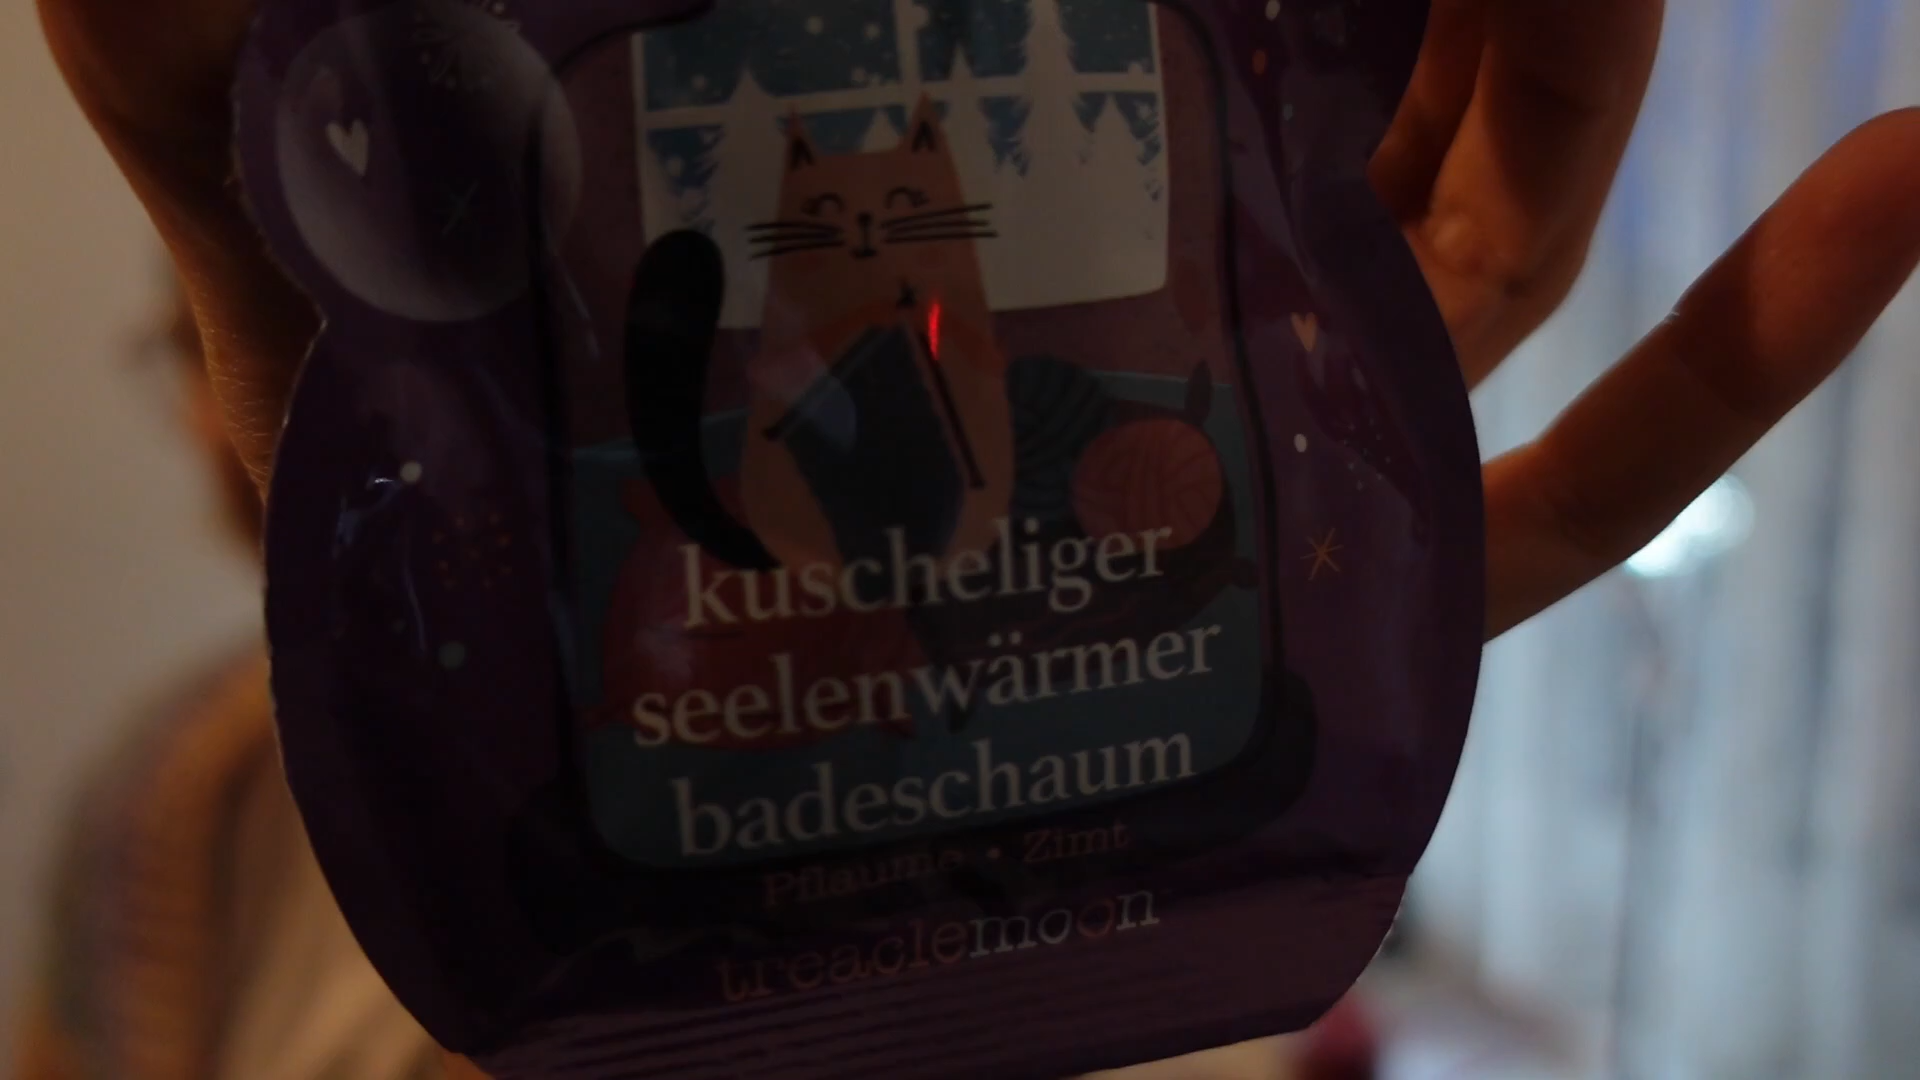 kuscheliger
seelenwärmer
badeschaum
Pflaume • Zimt
treaclemoon